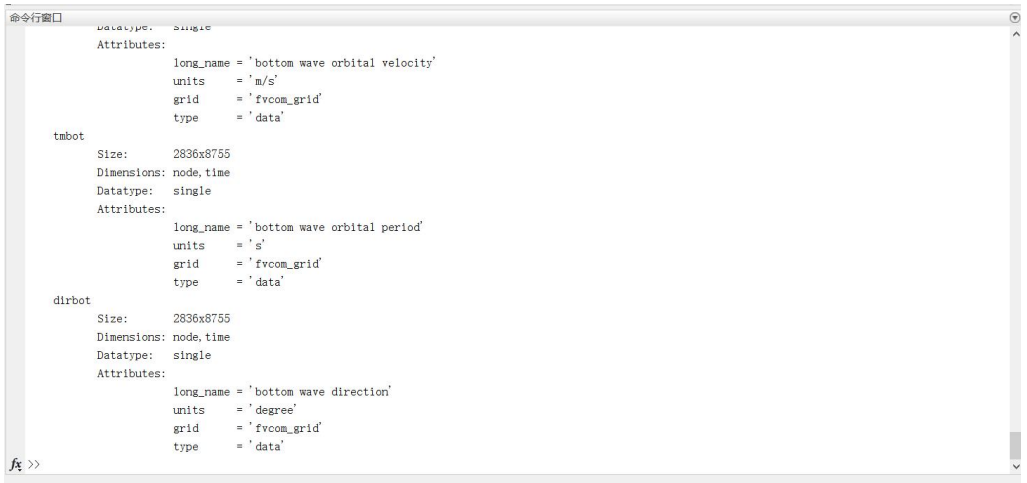 命令行窗口
Datatype: single
Attributes:
long_name = 'bottom wave orbital velocity'
units = 'm/s'
grid = 'fvcom_grid'
type = 'data'
tmbot
Size: 2836x8755
Dimensions: node,time
Datatype: single
Attributes:
long_name = 'bottom wave orbital period'
units = 's'
grid = 'fvcom_grid'
type = 'data'
dirbot
Size: 2836x8755
Dimensions: node,time
Datatype: single
Attributes:
long_name = 'bottom wave direction'
units = 'degree'
grid = 'fvcom_grid'
type = 'data'
fx >>